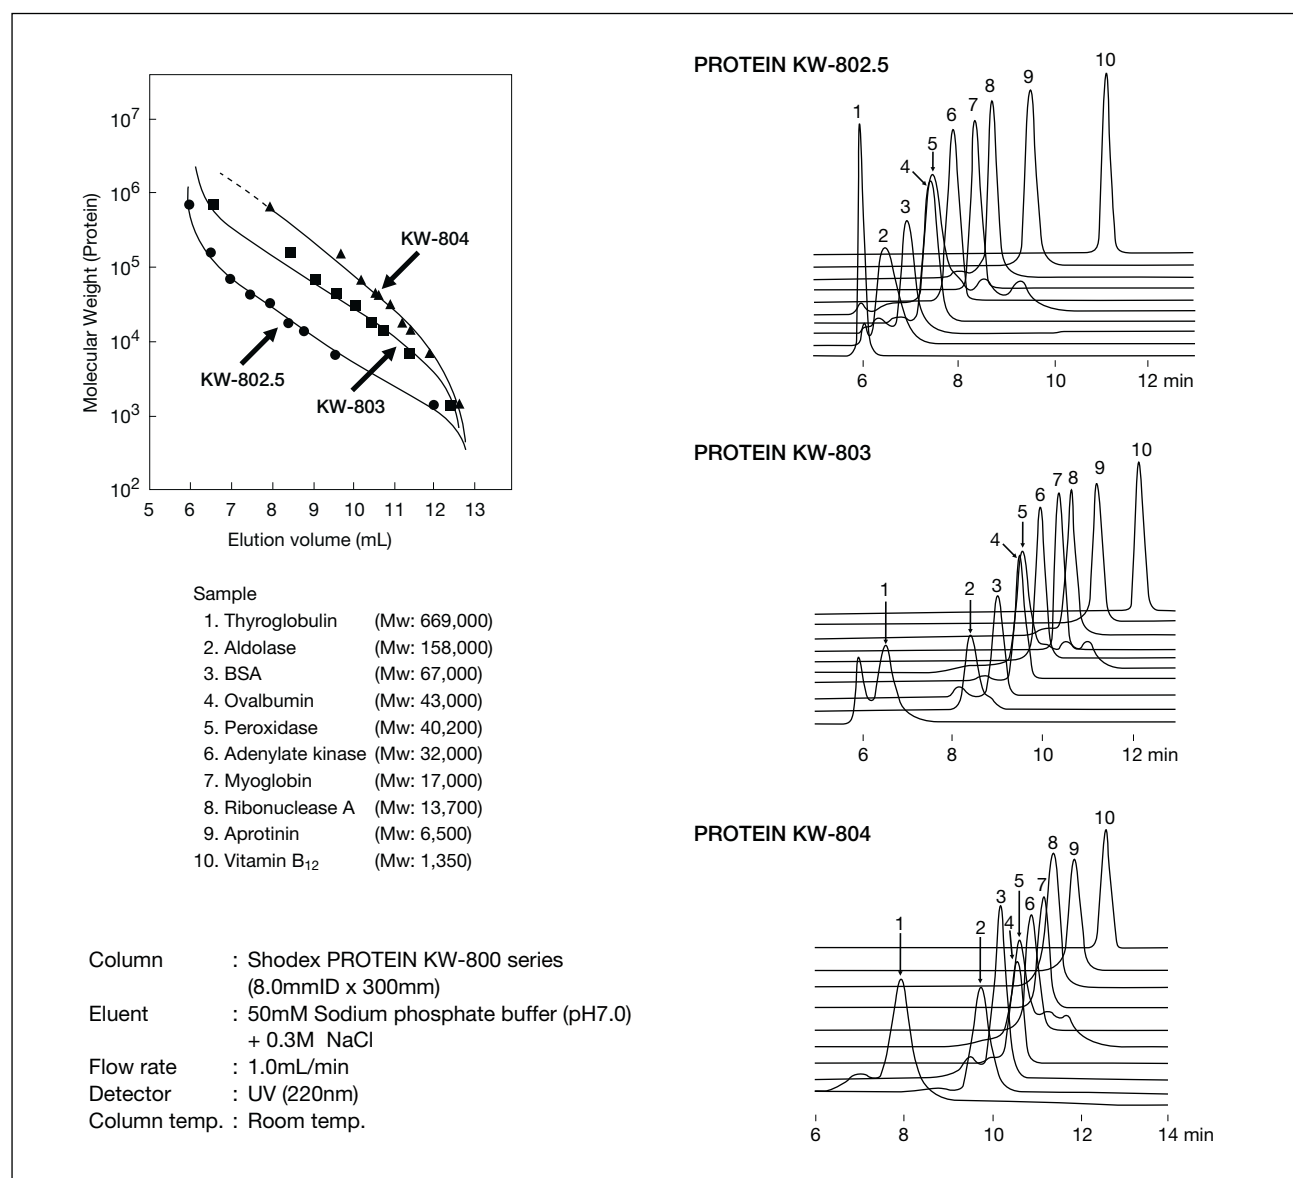 10⁷
10⁶
10⁵
10⁴
10³
10²
Molecular Weight (Protein)
KW-804
KW-802.5
KW-803
5 6 7 8 9 10 11 12 13
Elution volume (mL)
Sample
1. Thyroglobulin (Mw: 669,000)
2. Aldolase (Mw: 158,000)
3. BSA (Mw: 67,000)
4. Ovalbumin (Mw: 43,000)
5. Peroxidase (Mw: 40,200)
6. Adenylate kinase (Mw: 32,000)
7. Myoglobin (Mw: 17,000)
8. Ribonuclease A (Mw: 13,700)
9. Aprotinin (Mw: 6,500)
10. Vitamin B₁₂ (Mw: 1,350)
Column : Shodex PROTEIN KW-800 series
(8.0mmID x 300mm)
Eluent : 50mM Sodium phosphate buffer (pH7.0)
+ 0.3M NaCl
Flow rate : 1.0mL/min
Detector : UV (220nm)
Column temp. : Room temp.
PROTEIN KW-802.5
1 2 3 4 5 6 7 8 9 10
6 8 10 12 min
PROTEIN KW-803
1 2 3 4 5 6 7 8 9 10
6 8 10 12 min
PROTEIN KW-804
1 2 3 4 5 6 7 8 9 10
6 8 10 12 14 min